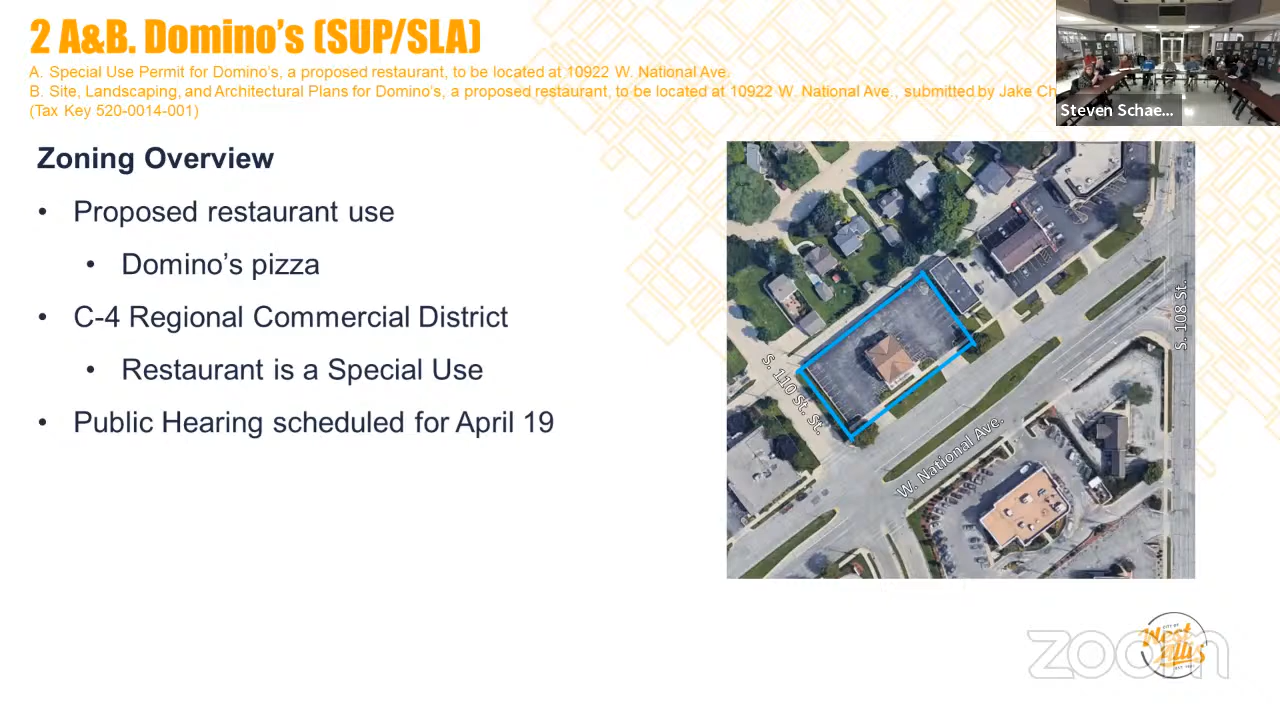 2 A&B. Domino's (SUP/SLA)
A. Special Use Permit for Domino's, a proposed restaurant, to be located at 10922 W. National Ave.
B. Site, Landscaping, and Architectural Plans for Domino's, a proposed restaurant, to be located at 10922 W. National Ave., submitted by Jake Ch
(Tax Key 520-0014-001)
Steven Schae...
Zoning Overview
• Proposed restaurant use
• Domino's pizza
• C-4 Regional Commercial District
• Restaurant is a Special Use
• Public Hearing scheduled for April 19
S. 108 St.
S. 110 St. St.
W. National Ave.
CITY OF
West
Allis
zoom